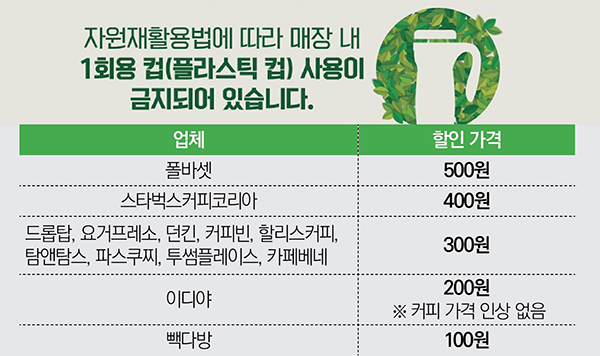 자원재활용법에 따라 매장 내
1회용 컵(플라스틱 컵) 사용이
금지되어 있습니다.
업체 할인 가격
폴바셋 500원
스타벅스커피코리아 400원
드롭탑, 요거프레소, 던킨, 커피빈, 할리스커피,
탐앤탐스, 파스쿠찌, 투썸플레이스, 카페베네 300원
이디야 200원
※ 커피 가격 인상 없음
빽다방 100원